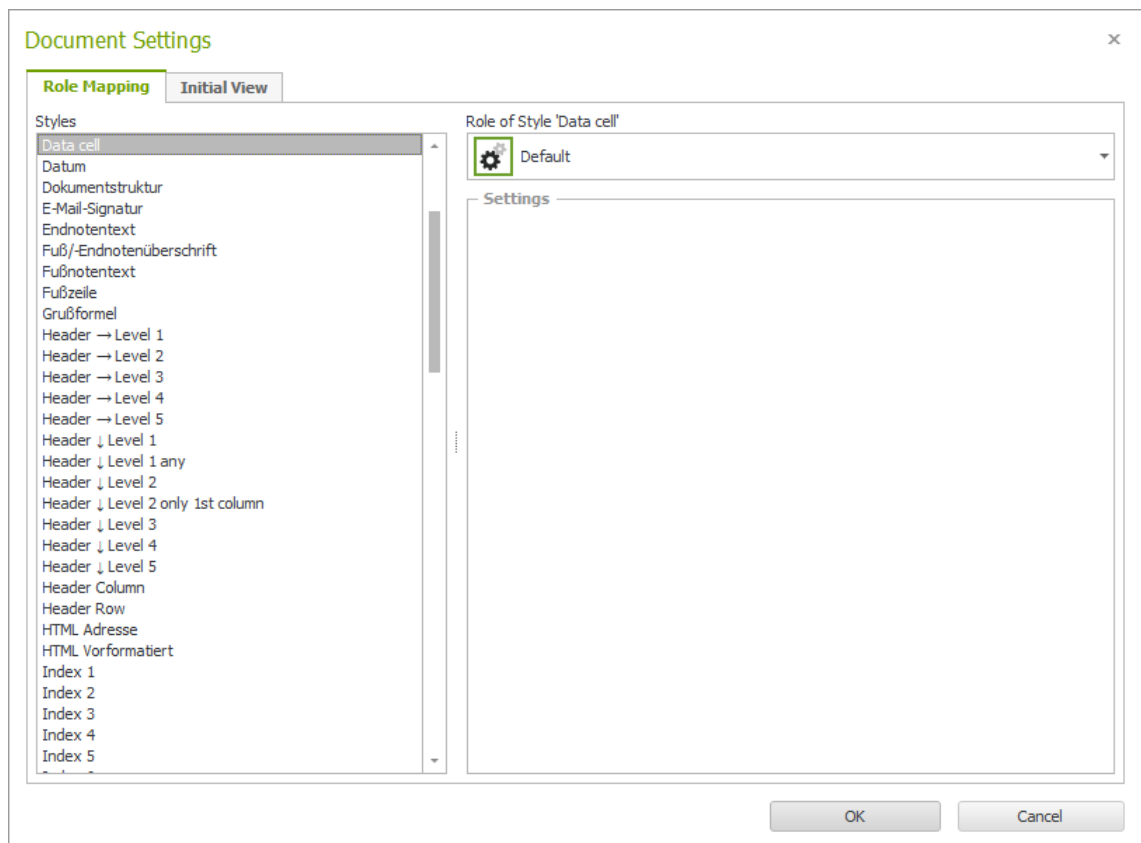 Document Settings
Role Mapping
Initial View
Styles
Data cell
Datum
Dokumentstruktur
E-Mail-Signatur
Endnotentext
Fuß/-Endnotenüberschrift
Fußnotentext
Fußzeile
Grußformel
Header → Level 1
Header → Level 2
Header → Level 3
Header → Level 4
Header → Level 5
Header ↓ Level 1
Header ↓ Level 1 any
Header ↓ Level 2
Header ↓ Level 2 only 1st column
Header ↓ Level 3
Header ↓ Level 4
Header ↓ Level 5
Header Column
Header Row
HTML Adresse
HTML Vorformatiert
Index 1
Index 2
Index 3
Index 4
Index 5
Role of Style 'Data cell'
Default
Settings
OK
Cancel